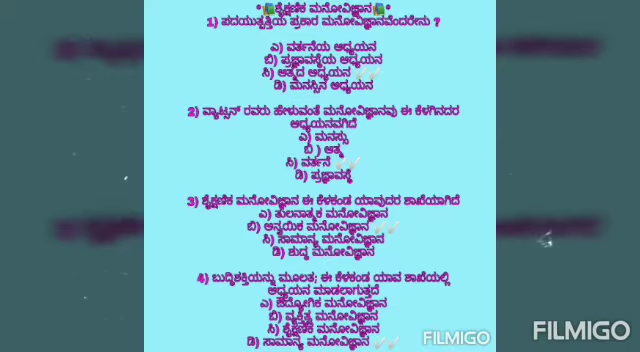 *📚ಶೈಕ್ಷಣಿಕ ಮನೋವಿಜ್ಞಾನ📚*
1) ಪದಯುತ್ಪತ್ತಿಯ ಪ್ರಕಾರ ಮನೋವಿಜ್ಞಾನವೆಂದರೇನು ?
ಎ) ವರ್ತನೆಯ ಅಧ್ಯಯನ
ಬಿ) ಪ್ರಜ್ಞಾವಸ್ಥೆಯ ಅಧ್ಯಯನ
ಸಿ) ಆತ್ಮದ ಅಧ್ಯಯನ ✅✅
ಡಿ) ಮನಸ್ಸಿನ ಅಧ್ಯಯನ
2) ವ್ಯಾಟ್ಸನ್ ರವರು ಹೇಳುವಂತೆ ಮನೋವಿಜ್ಞಾನವು ಈ ಕೆಳಗಿನದರ
ಅಧ್ಯಯನವಾಗಿದೆ
ಎ) ಮನಸ್ಸು
ಬಿ ) ಆತ್ಮ
ಸಿ) ವರ್ತನೆ ✅✅
ಡಿ) ಪ್ರಜ್ಞಾವಸ್ಥೆ
3) ಶೈಕ್ಷಣಿಕ ಮನೋವಿಜ್ಞಾನ ಈ ಕೆಳಕಂಡ ಯಾವುದರ ಶಾಖೆಯಾಗಿದೆ
ಎ) ತುಲನಾತ್ಮಕ ಮನೋವಿಜ್ಞಾನ
ಬಿ) ಅನ್ವಯಿಕ ಮನೋವಿಜ್ಞಾನ ✅✅
ಸಿ) ಸಾಮಾನ್ಯ ಮನೋವಿಜ್ಞಾನ
ಡಿ) ಶುದ್ಧ ಮನೋವಿಜ್ಞಾನ
4) ಬುದ್ಧಿಶಕ್ತಿಯನ್ನು ಮೂಲತ; ಈ ಕೆಳಕಂಡ ಯಾವ ಶಾಖೆಯಲ್ಲಿ
ಅಧ್ಯಯನ ಮಾಡಲಾಗುತ್ತದೆ
ಎ) ಔದ್ಯೋಗಿಕ ಮನೋವಿಜ್ಞಾನ
ಬಿ) ವ್ಯಕ್ತಿತ್ವ ಮನೋವಿಜ್ಞಾನ
ಸಿ) ಶೈಕ್ಷಣಿಕ ಮನೋವಿಜ್ಞಾನ
ಡಿ) ಸಾಮಾನ್ಯ ಮನೋವಿಜ್ಞಾನ ✅✅
FILMIGO
FILMIGO